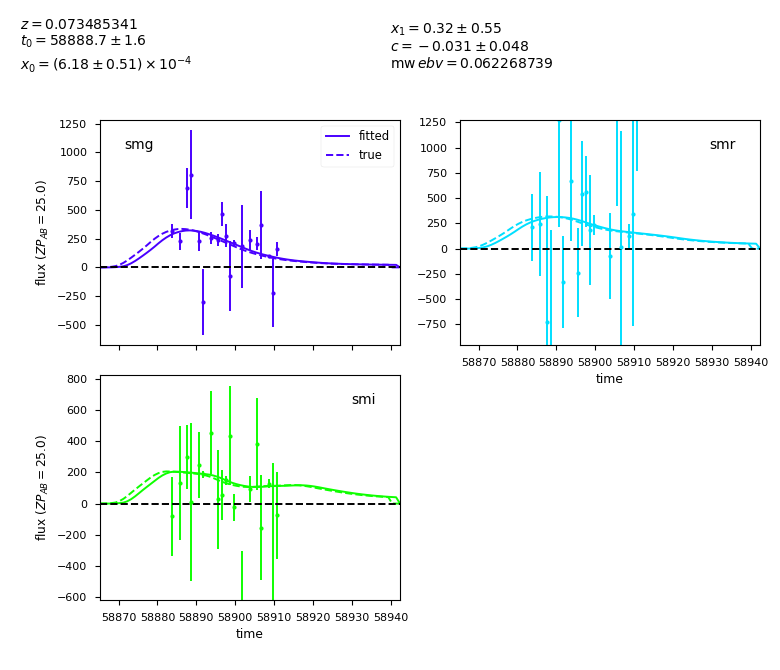 z = 0.073485341
t₀ = 58888.7 ± 1.6
x₀ = (6.18 ± 0.51) × 10⁻⁴
x₁ = 0.32 ± 0.55
c = −0.031 ± 0.048
mw ebv = 0.062268739
smg
fitted
true
1250
1000
750
500
250
0
−250
−500
flux (ZP_AB = 25.0)
smr
1250
1000
750
500
250
0
−250
−500
−750
58870 58880 58890 58900 58910 58920 58930 58940
time
smi
800
600
400
200
0
−200
−400
−600
flux (ZP_AB = 25.0)
58870 58880 58890 58900 58910 58920 58930 58940
time